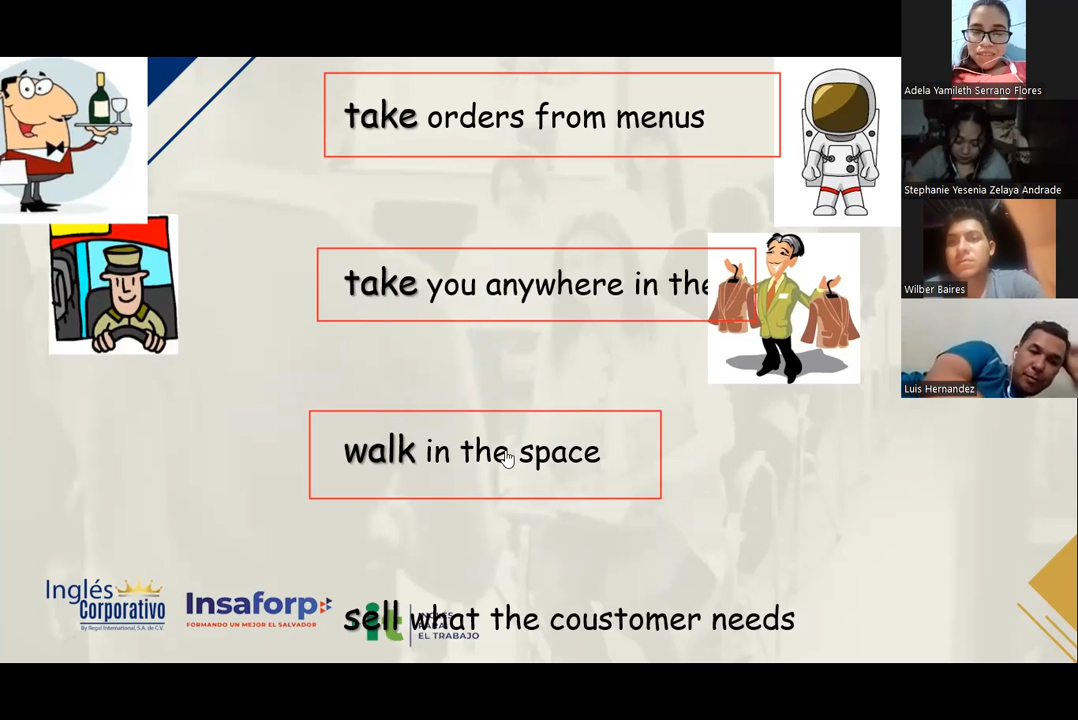 take orders from menus
Adela Yamileth Serrano Flores
Stephanie Yesenia Zelaya Andrade
take you anywhere in the
Wilber Baires
Luis Hernandez
walk in the space
sell what the coustomer needs
Inglés
Corporativo
By Regal International, S.A. de C.V.
Insaforp
FORMANDO UN MEJOR EL SALVADOR
it
EL TRABAJO